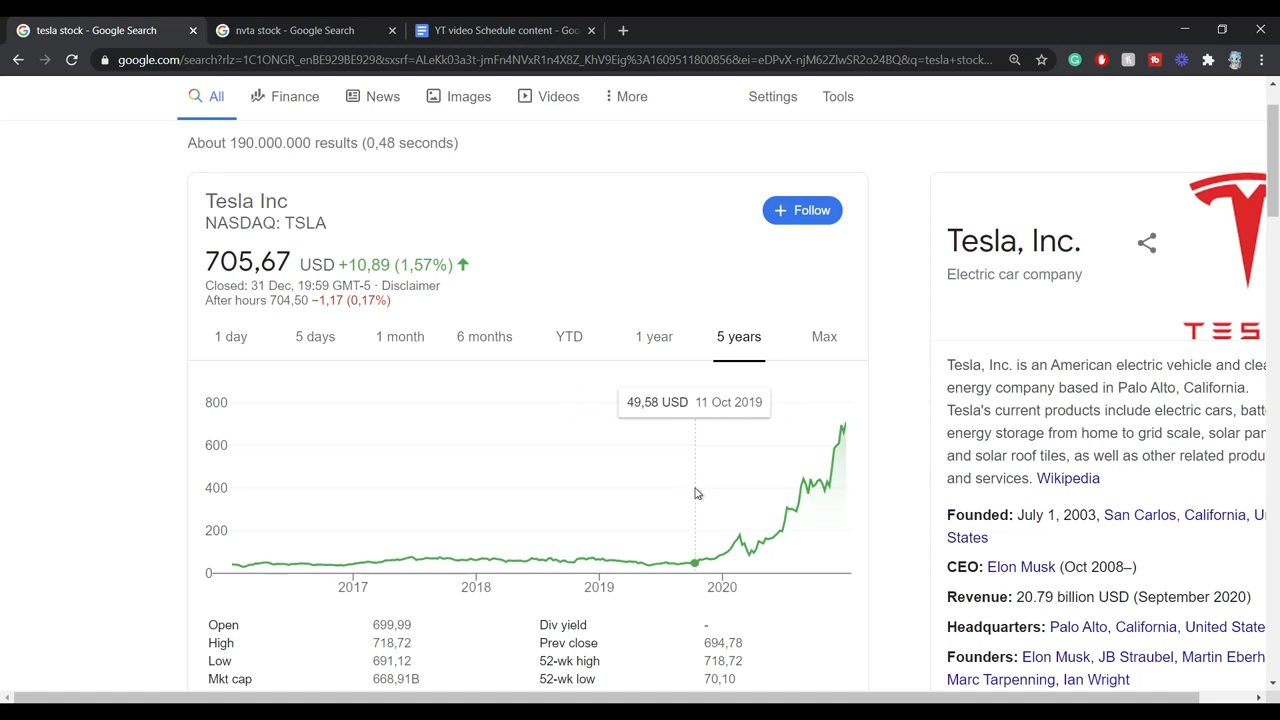 tesla stock - Google Search
nvta stock - Google Search
YT video Schedule content - Goo
google.com/search?rlz=1C1ONGR_enBE929BE929&sxsrf=ALeKk03a3t-jmFn4NVxR1n4X8Z_KhV9Eig%3A1609511800856&ei=eDPvX-njM62ZlwSR2o24BQ&q=tesla+stock...
All
Finance
News
Images
Videos
More
Settings
Tools
About 190.000.000 results (0,48 seconds)
Tesla Inc
NASDAQ: TSLA
+ Follow
705,67 USD +10,89 (1,57%)
Closed: 31 Dec, 19:59 GMT-5 · Disclaimer
After hours 704,50 −1,17 (0,17%)
1 day
5 days
1 month
6 months
YTD
1 year
5 years
Max
49,58 USD 11 Oct 2019
800
600
400
200
0
2017
2018
2019
2020
Open 699,99
High 718,72
Low 691,12
Mkt cap 668,91B
Div yield -
Prev close 694,78
52-wk high 718,72
52-wk low 70,10
TES
Tesla, Inc.
Electric car company
Tesla, Inc. is an American electric vehicle and clea
energy company based in Palo Alto, California.
Tesla's current products include electric cars, batt
energy storage from home to grid scale, solar pan
and solar roof tiles, as well as other related produ
and services. Wikipedia
Founded: July 1, 2003, San Carlos, California, Un
States
CEO: Elon Musk (Oct 2008–)
Revenue: 20.79 billion USD (September 2020)
Headquarters: Palo Alto, California, United State
Founders: Elon Musk, JB Straubel, Martin Eberh
Marc Tarpenning, Ian Wright